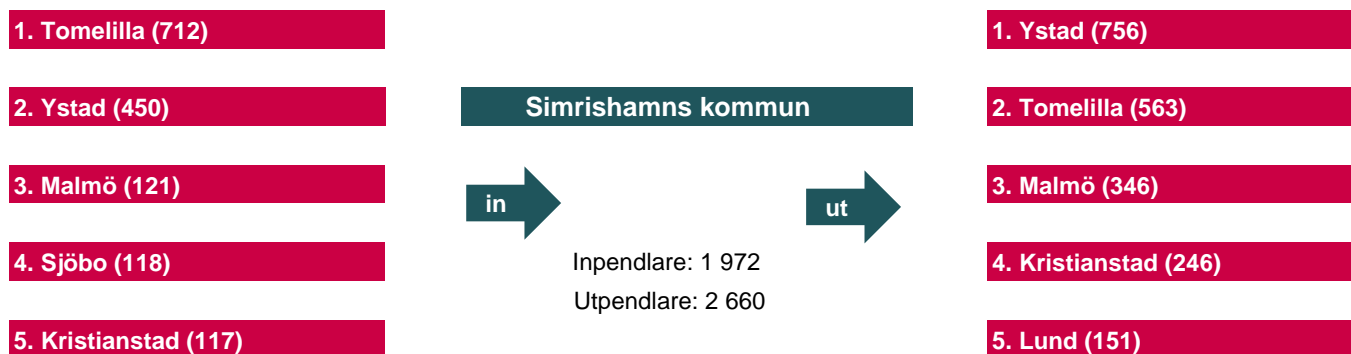 1. Tomelilla (712)
2. Ystad (450)
3. Malmö (121)
4. Sjöbo (118)
5. Kristianstad (117)
Simrishamns kommun
in
ut
Inpendlare: 1 972
Utpendlare: 2 660
1. Ystad (756)
2. Tomelilla (563)
3. Malmö (346)
4. Kristianstad (246)
5. Lund (151)